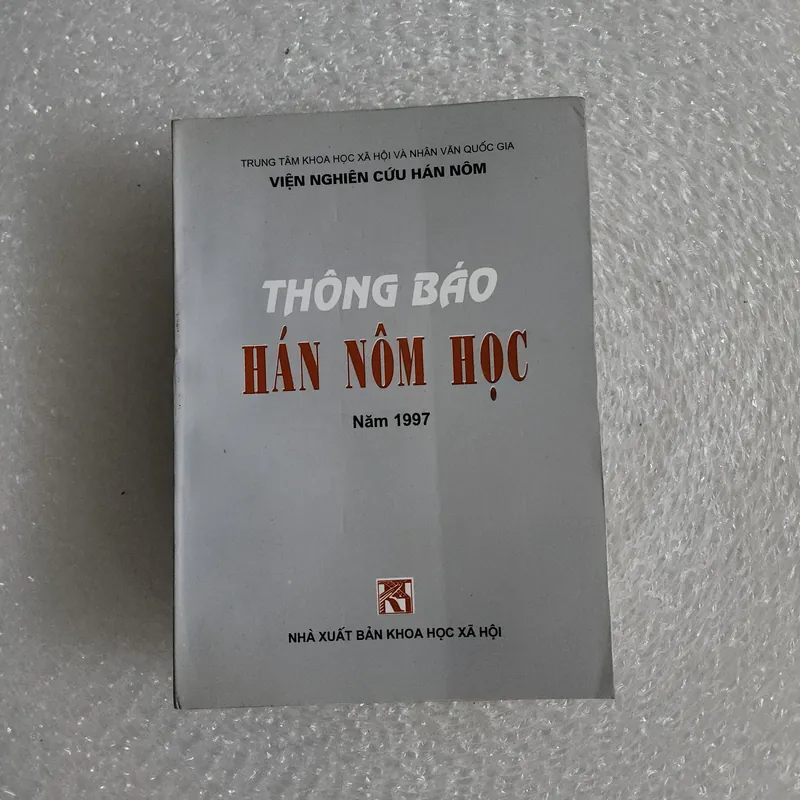 TRUNG TÂM KHOA HỌC XÃ HỘI VÀ NHÂN VĂN QUỐC GIA
VIỆN NGHIÊN CỨU HÁN NÔM
THÔNG BÁO
HÁN NÔM HỌC
Năm 1997
NHÀ XUẤT BẢN KHOA HỌC XÃ HỘI